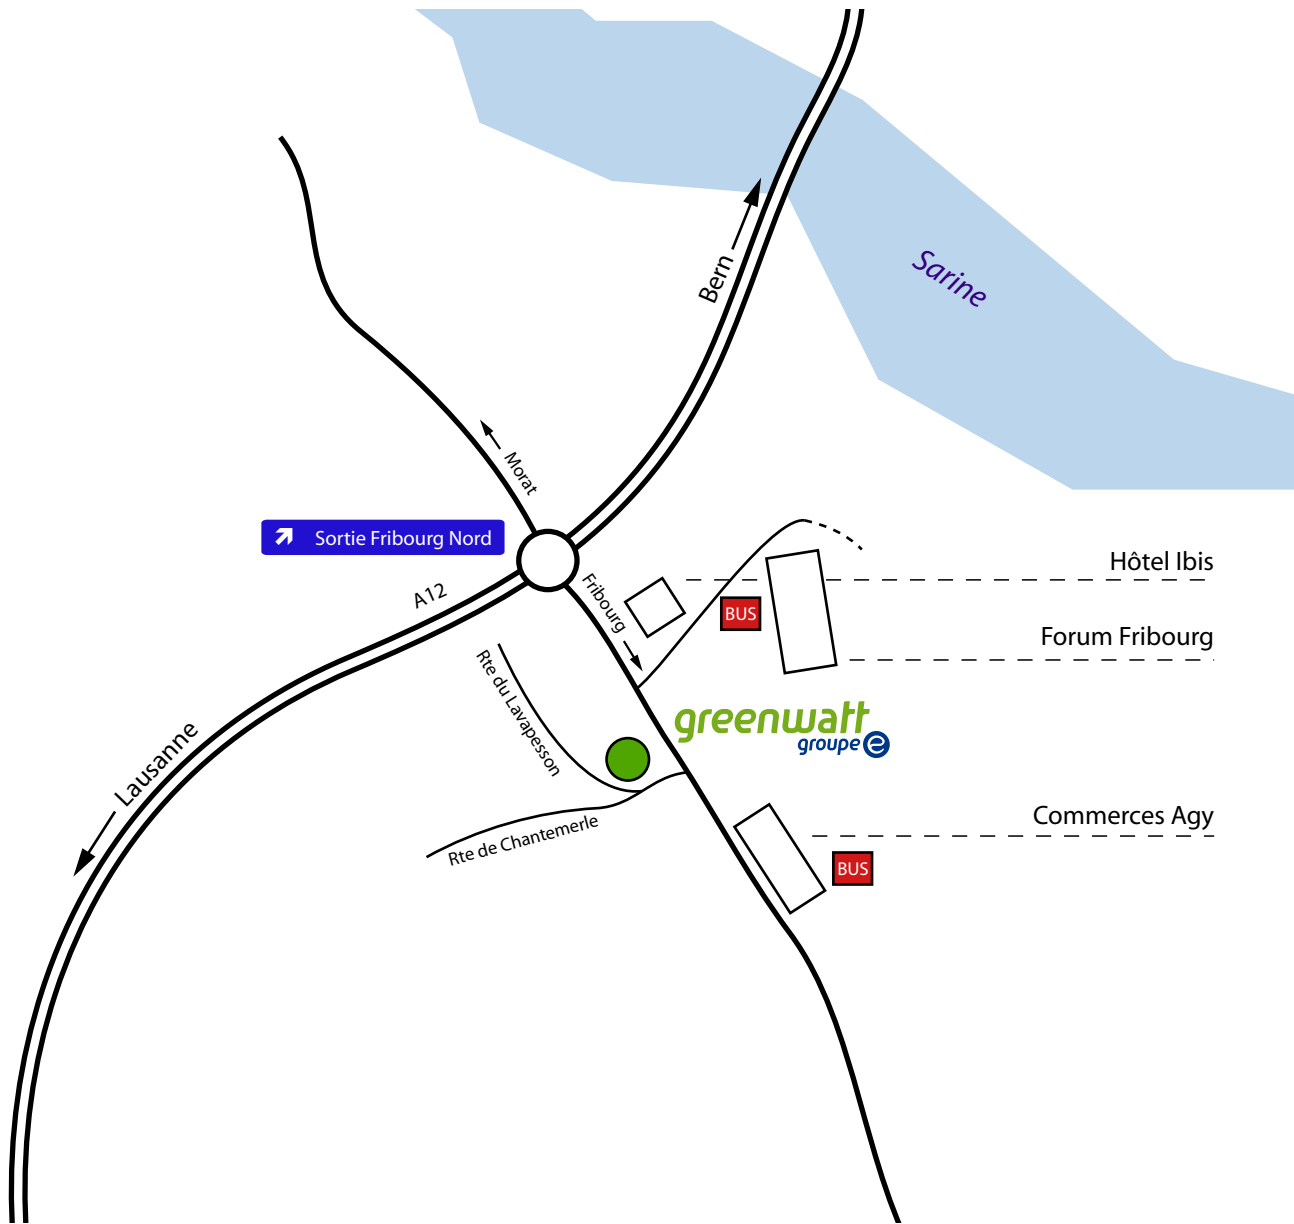 Sarine
Bern
Morat
Sortie Fribourg Nord
A12
Fribourg
Hôtel Ibis
BUS
Forum Fribourg
Rte du Lavapesson
greenwatt
groupe e
Lausanne
Commerces Agy
Rte de Chantemerle
BUS